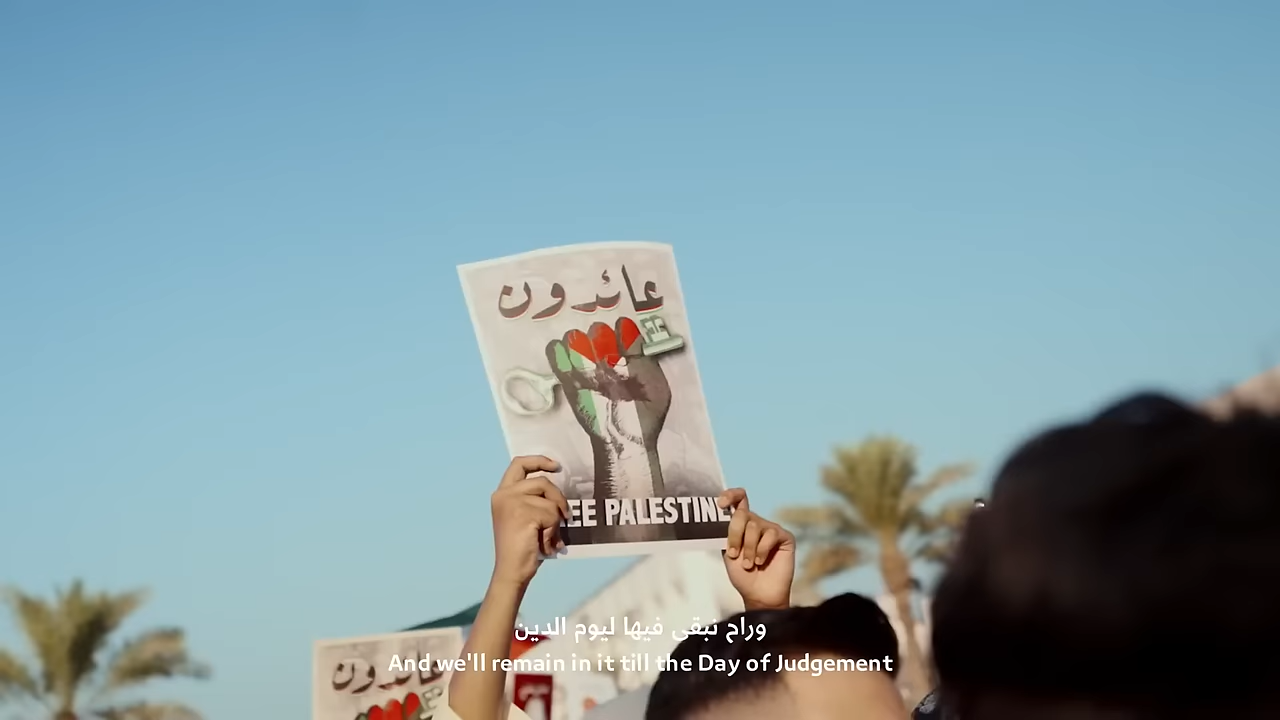 عائدون
EE PALESTINE
عائدون
وراح نبقى فيها ليوم الدين
And we'll remain in it till the Day of Judgement